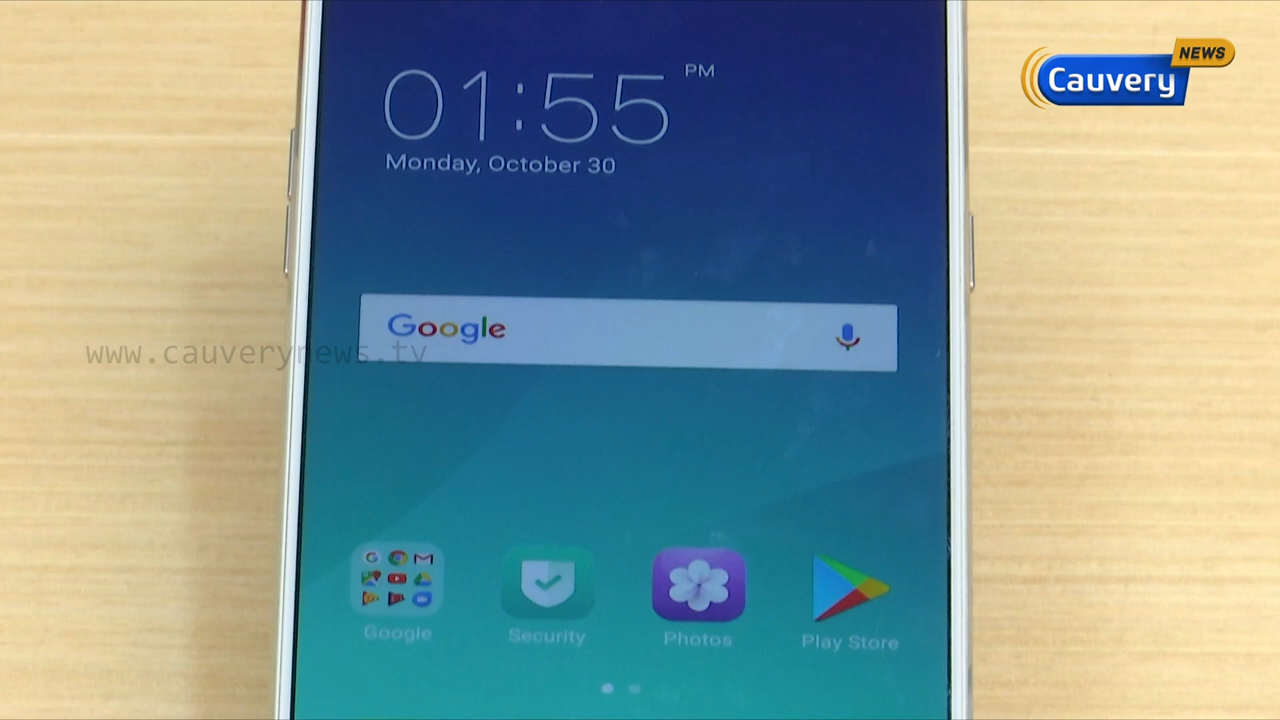 01:55 PM
Monday, October 30
NEWS
Cauvery
Google
www.cauverynews.tv
Google
Security
Photos
Play Store